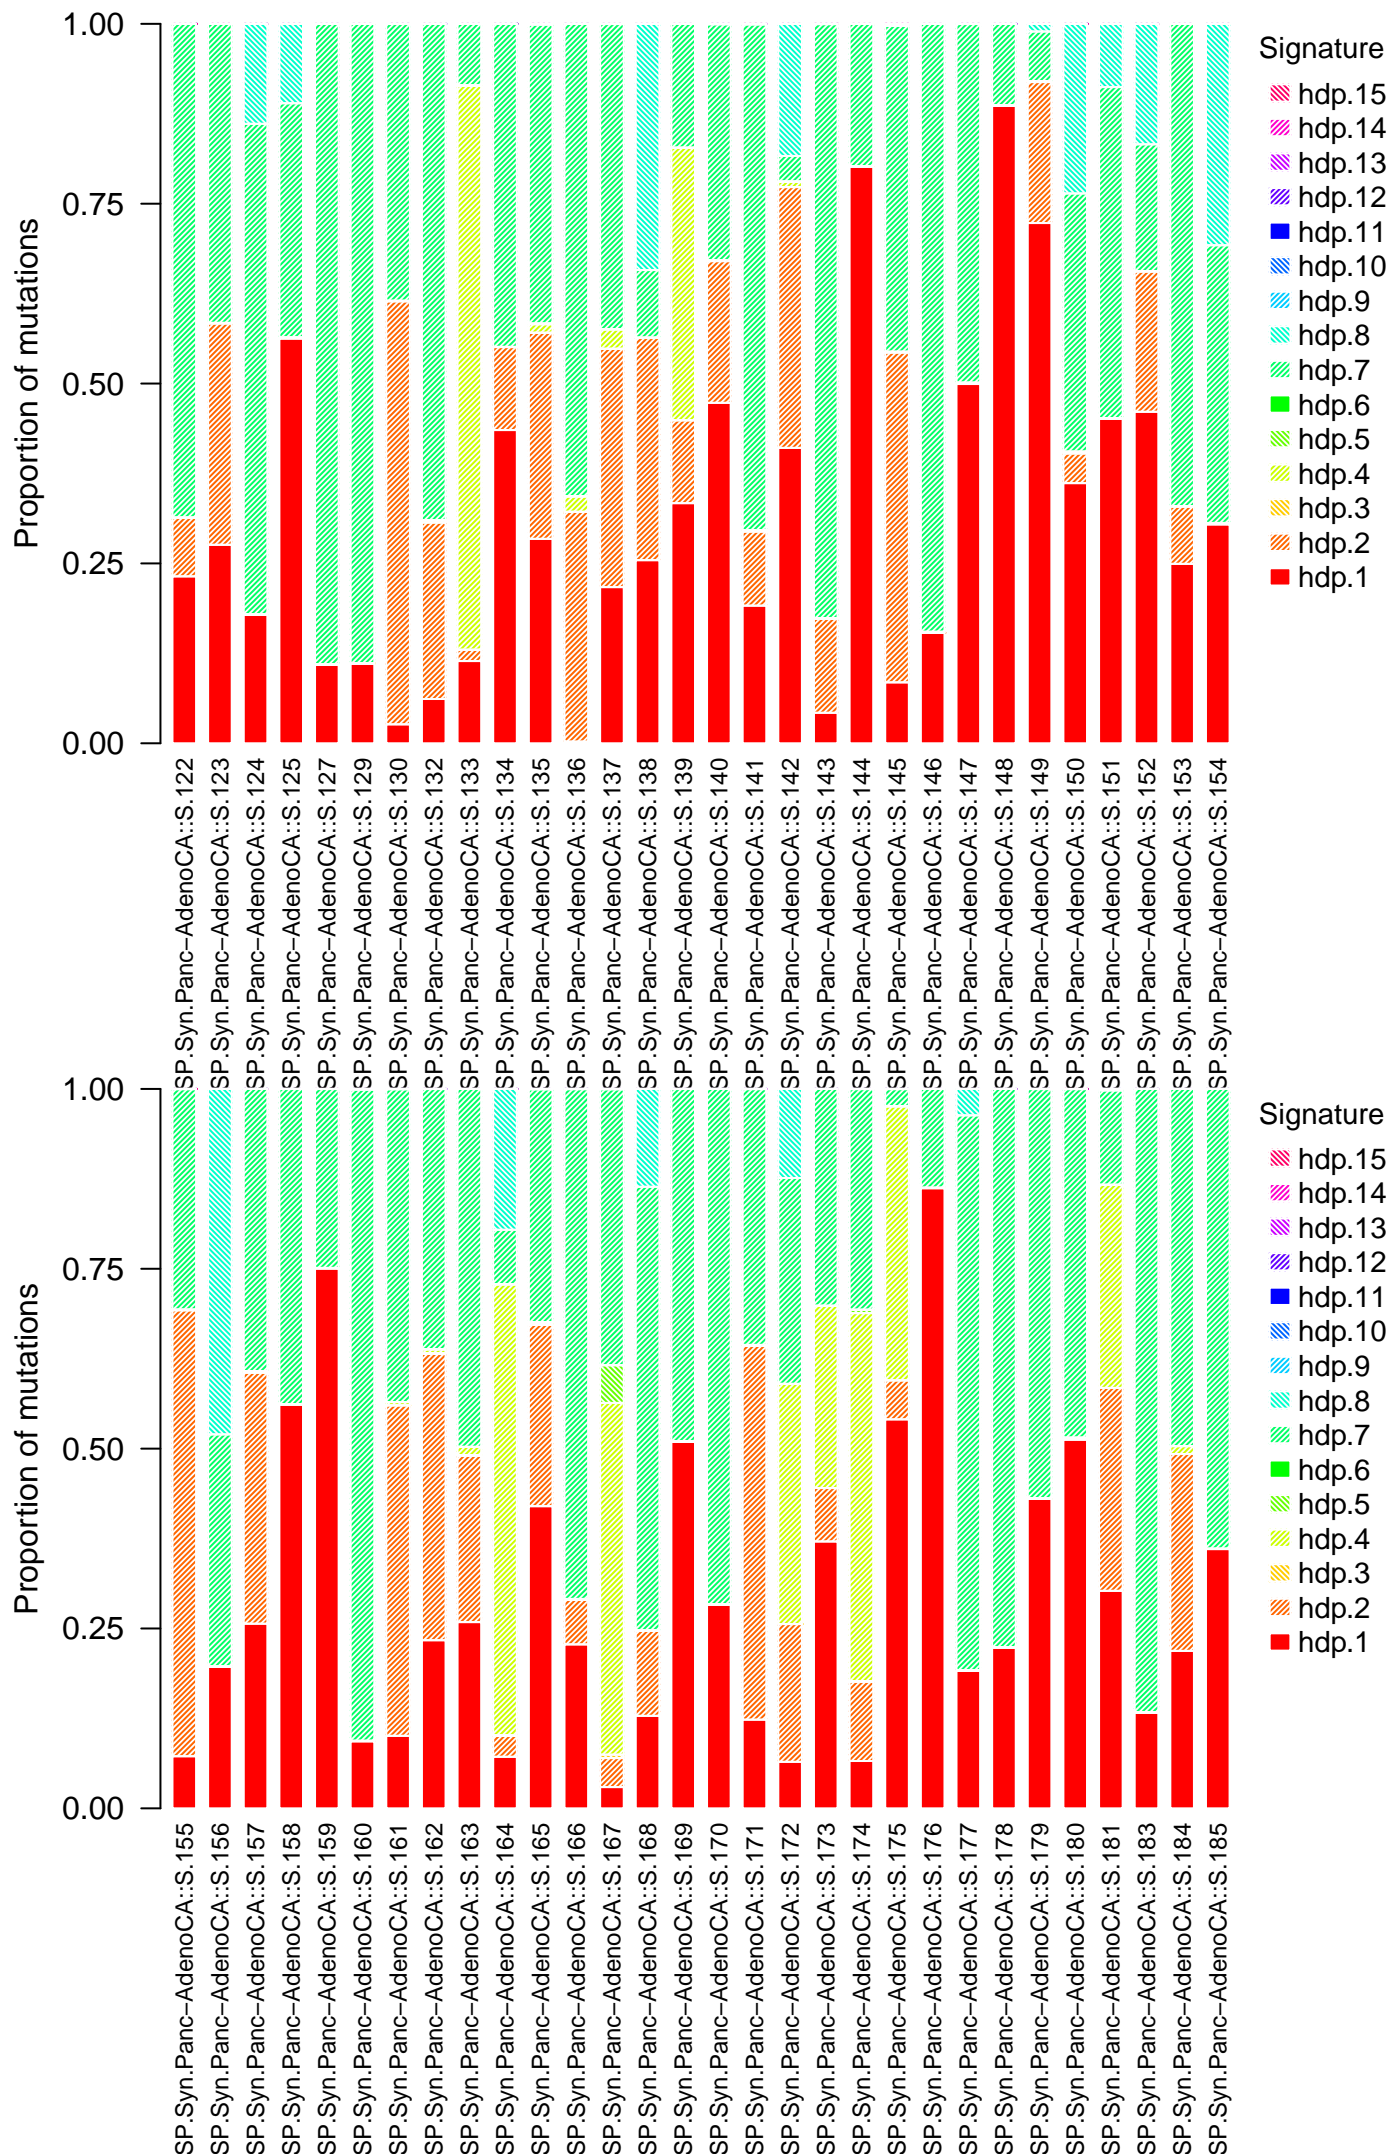 Proportion of mutations
1.00
0.75
0.50
0.25
0.00
SP.Syn.Panc−AdenoCA::S.122
SP.Syn.Panc−AdenoCA::S.123
SP.Syn.Panc−AdenoCA::S.124
SP.Syn.Panc−AdenoCA::S.125
SP.Syn.Panc−AdenoCA::S.127
SP.Syn.Panc−AdenoCA::S.129
SP.Syn.Panc−AdenoCA::S.130
SP.Syn.Panc−AdenoCA::S.132
SP.Syn.Panc−AdenoCA::S.133
SP.Syn.Panc−AdenoCA::S.134
SP.Syn.Panc−AdenoCA::S.135
SP.Syn.Panc−AdenoCA::S.136
SP.Syn.Panc−AdenoCA::S.137
SP.Syn.Panc−AdenoCA::S.138
SP.Syn.Panc−AdenoCA::S.139
SP.Syn.Panc−AdenoCA::S.140
SP.Syn.Panc−AdenoCA::S.141
SP.Syn.Panc−AdenoCA::S.142
SP.Syn.Panc−AdenoCA::S.143
SP.Syn.Panc−AdenoCA::S.144
SP.Syn.Panc−AdenoCA::S.145
SP.Syn.Panc−AdenoCA::S.146
SP.Syn.Panc−AdenoCA::S.147
SP.Syn.Panc−AdenoCA::S.148
SP.Syn.Panc−AdenoCA::S.149
SP.Syn.Panc−AdenoCA::S.150
SP.Syn.Panc−AdenoCA::S.151
SP.Syn.Panc−AdenoCA::S.152
SP.Syn.Panc−AdenoCA::S.153
SP.Syn.Panc−AdenoCA::S.154
Signature
hdp.15
hdp.14
hdp.13
hdp.12
hdp.11
hdp.10
hdp.9
hdp.8
hdp.7
hdp.6
hdp.5
hdp.4
hdp.3
hdp.2
hdp.1
Proportion of mutations
1.00
0.75
0.50
0.25
0.00
SP.Syn.Panc−AdenoCA::S.155
SP.Syn.Panc−AdenoCA::S.156
SP.Syn.Panc−AdenoCA::S.157
SP.Syn.Panc−AdenoCA::S.158
SP.Syn.Panc−AdenoCA::S.159
SP.Syn.Panc−AdenoCA::S.160
SP.Syn.Panc−AdenoCA::S.161
SP.Syn.Panc−AdenoCA::S.162
SP.Syn.Panc−AdenoCA::S.163
SP.Syn.Panc−AdenoCA::S.164
SP.Syn.Panc−AdenoCA::S.165
SP.Syn.Panc−AdenoCA::S.166
SP.Syn.Panc−AdenoCA::S.167
SP.Syn.Panc−AdenoCA::S.168
SP.Syn.Panc−AdenoCA::S.169
SP.Syn.Panc−AdenoCA::S.170
SP.Syn.Panc−AdenoCA::S.171
SP.Syn.Panc−AdenoCA::S.172
SP.Syn.Panc−AdenoCA::S.173
SP.Syn.Panc−AdenoCA::S.174
SP.Syn.Panc−AdenoCA::S.175
SP.Syn.Panc−AdenoCA::S.176
SP.Syn.Panc−AdenoCA::S.177
SP.Syn.Panc−AdenoCA::S.178
SP.Syn.Panc−AdenoCA::S.179
SP.Syn.Panc−AdenoCA::S.180
SP.Syn.Panc−AdenoCA::S.181
SP.Syn.Panc−AdenoCA::S.183
SP.Syn.Panc−AdenoCA::S.184
SP.Syn.Panc−AdenoCA::S.185
Signature
hdp.15
hdp.14
hdp.13
hdp.12
hdp.11
hdp.10
hdp.9
hdp.8
hdp.7
hdp.6
hdp.5
hdp.4
hdp.3
hdp.2
hdp.1